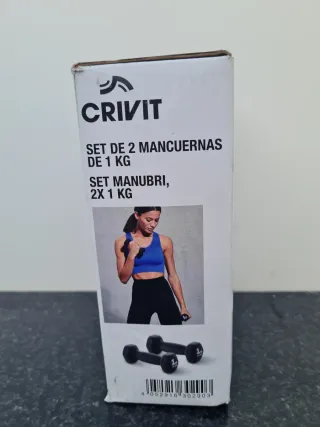 CRIVIT
SET DE 2 MANCUERNAS
DE 1 KG
SET MANUBRI,
2X 1 KG